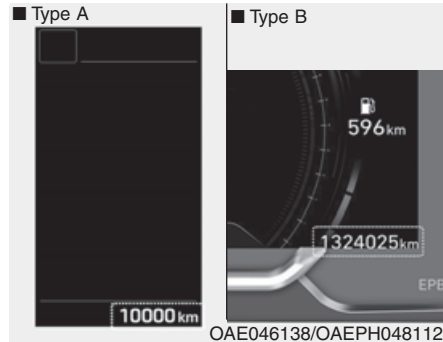 ■ Type A
10000 km
■ Type B
596km
1324025km
EPB
OAE046138/OAEPH048112